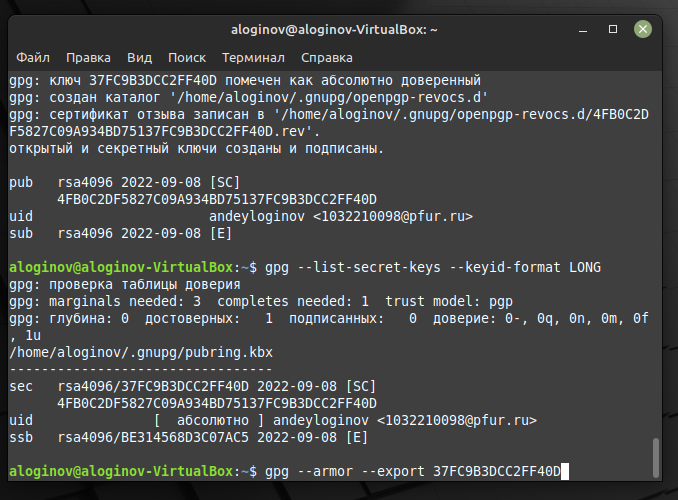 aloginov@aloginov-VirtualBox: ~
Файл Правка Вид Поиск Терминал Справка
gpg: ключ 37FC9B3DCC2FF40D помечен как абсолютно доверенный
gpg: создан каталог '/home/aloginov/.gnupg/openpgp-revocs.d'
gpg: сертификат отзыва записан в '/home/aloginov/.gnupg/openpgp-revocs.d/4FB0C2D
F5827C09A934BD75137FC9B3DCC2FF40D.rev'.
открытый и секретный ключи созданы и подписаны.
pub   rsa4096 2022-09-08 [SC]
      4FB0C2DF5827C09A934BD75137FC9B3DCC2FF40D
uid                      andeyloginov <1032210098@pfur.ru>
sub   rsa4096 2022-09-08 [E]
aloginov@aloginov-VirtualBox:~$ gpg --list-secret-keys --keyid-format LONG
gpg: проверка таблицы доверия
gpg: marginals needed: 3  completes needed: 1  trust model: pgp
gpg: глубина: 0  достоверных:   1  подписанных:   0  доверие: 0-, 0q, 0n, 0m, 0f
, 1u
/home/aloginov/.gnupg/pubring.kbx
---------------------------------
sec   rsa4096/37FC9B3DCC2FF40D 2022-09-08 [SC]
      4FB0C2DF5827C09A934BD75137FC9B3DCC2FF40D
uid               [  абсолютно ] andeyloginov <1032210098@pfur.ru>
ssb   rsa4096/BE314568D3C07AC5 2022-09-08 [E]
aloginov@aloginov-VirtualBox:~$ gpg --armor --export 37FC9B3DCC2FF40D